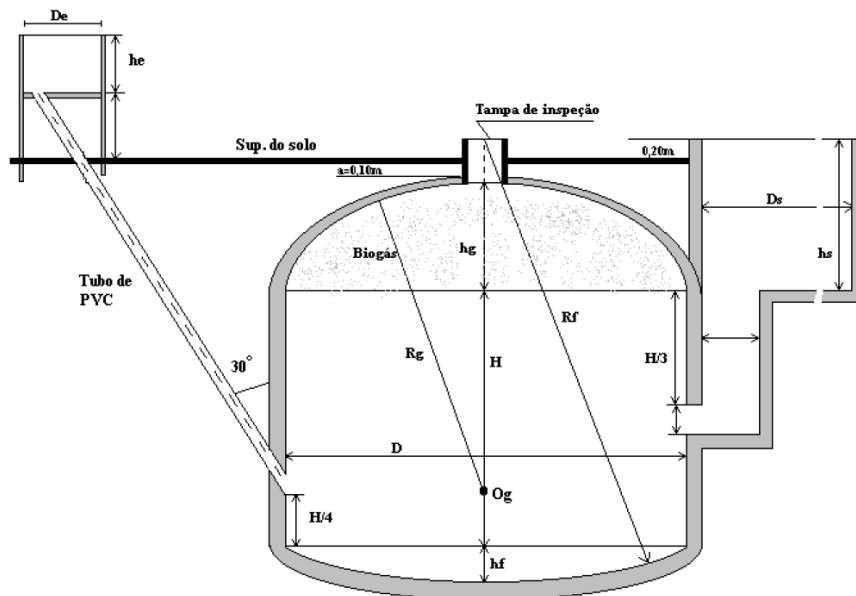 De
he
Tampa de inspeção
Sup. do solo
0,20m
a=0,10m
Ds
hg
hs
Biogás
Tubo de
PVC
Rf
Rg
H
H/3
30°
D
Og
H/4
hf